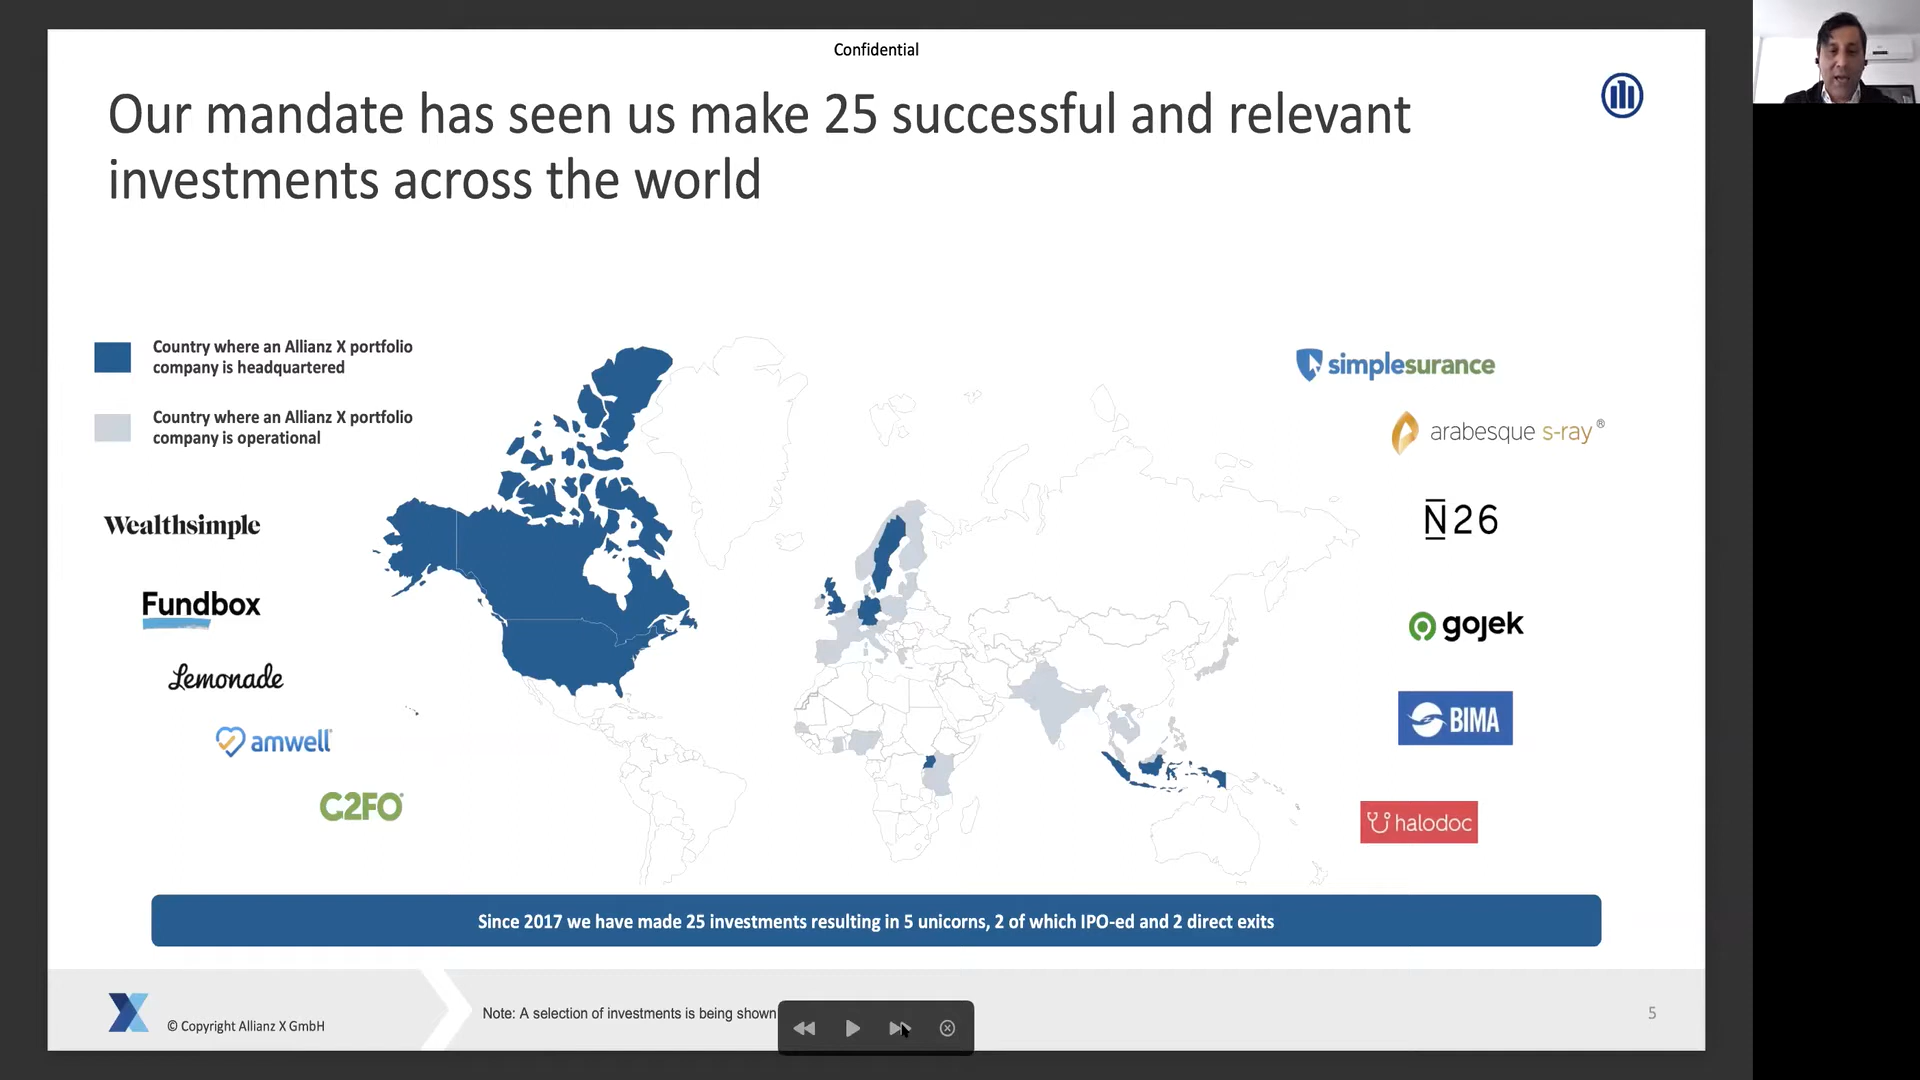 Confidential
Our mandate has seen us make 25 successful and relevant
investments across the world
Country where an Allianz X portfolio
company is headquartered
Country where an Allianz X portfolio
company is operational
Wealthsimple
Fundbox
Lemonade
amwell
C2FO
simplesurance
arabesque s-ray®
N26
gojek
BIMA
halodoc
Since 2017 we have made 25 investments resulting in 5 unicorns, 2 of which IPO-ed and 2 direct exits
© Copyright Allianz X GmbH
Note: A selection of investments is being shown
5